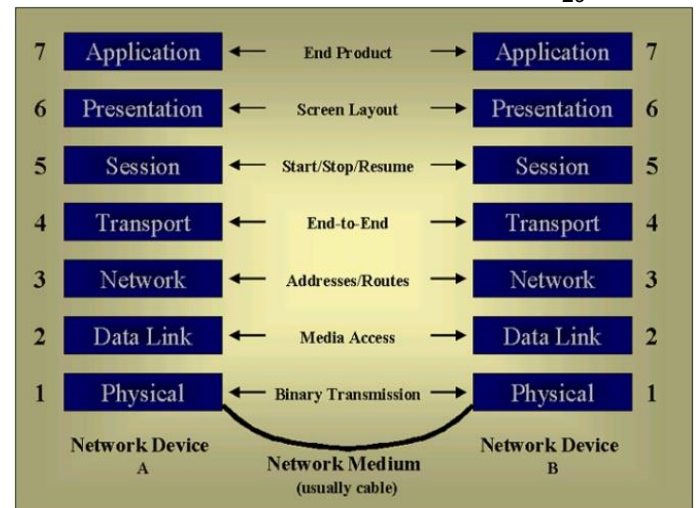 7 Application End Product Application 7
6 Presentation Screen Layout Presentation 6
5 Session Start/Stop/Resume Session 5
4 Transport End-to-End Transport 4
3 Network Addresses/Routes Network 3
2 Data Link Media Access Data Link 2
1 Physical Binary Transmission Physical 1
Network Device
A
Network Medium
(usually cable)
Network Device
B